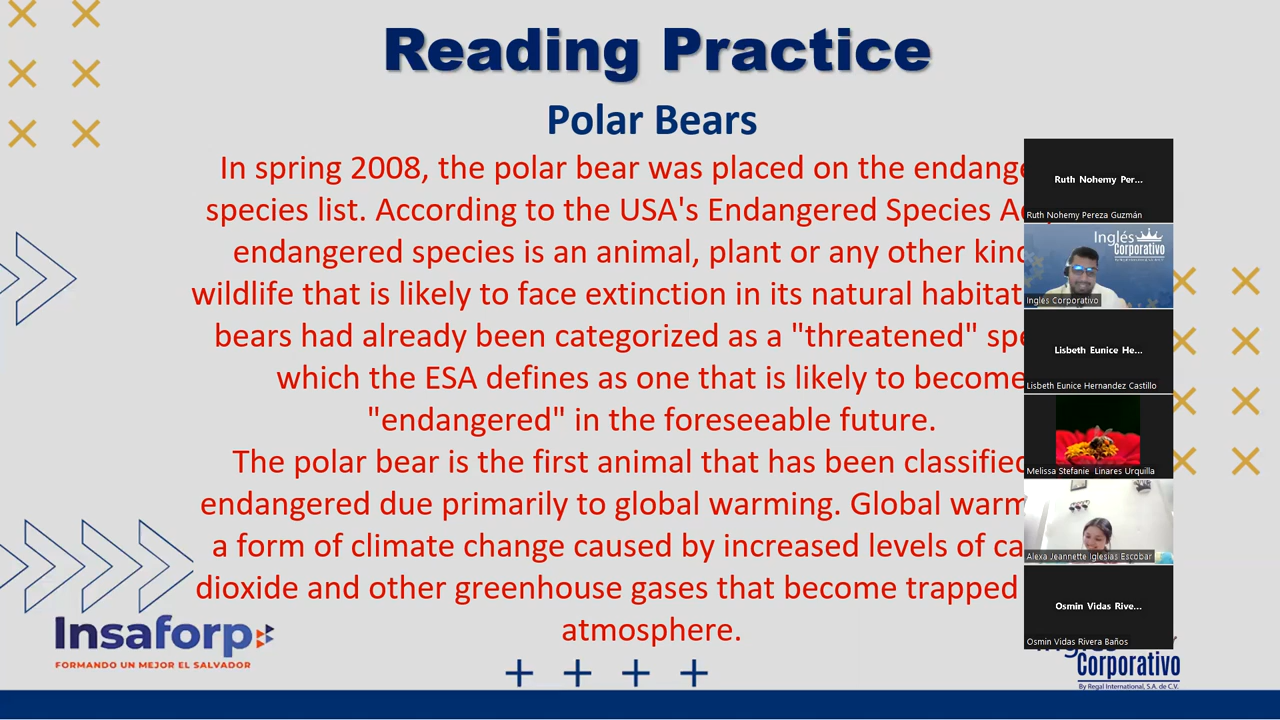 Reading Practice
Polar Bears
In spring 2008, the polar bear was placed on the
species list. According to the USA's Endangered Species
endangered species is an animal, plant or any other
wildlife that is likely to face extinction in its natural habitat
bears had already been categorized as a "threatened"
which the ESA defines as one that is likely to become
"endangered" in the foreseeable future.
The polar bear is the first animal that has been
endangered due primarily to global warming. Global
a form of climate change caused by increased levels of
dioxide and other greenhouse gases that become trapped
atmosphere.
Ruth Nohemy Per...
Ruth Nohemy Pereza Guzmán
Inglés
Corporativo
Ingles Corporativo
Lisbeth Eunice He...
Lisbeth Eunice Hernandez Castillo
Melissa Stefanie Linares Urquilla
Alexa Jeannette Iglesias Escobar
Osmin Vidas Rive...
Osmin Vidas Rivera Baños
Insaforp
FORMANDO UN MEJOR EL SALVADOR
Corporativo
By Regal International, S.A. de C.V.